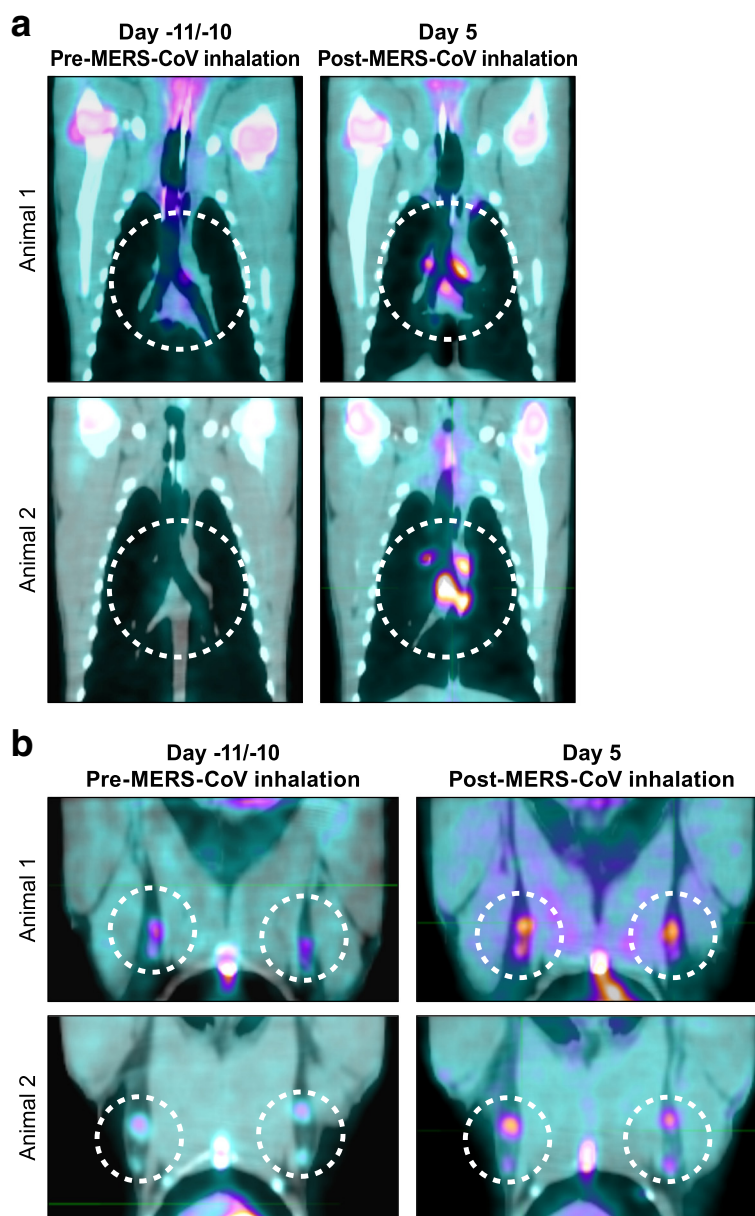 a
Day -11/-10
Pre-MERS-CoV inhalation
Day 5
Post-MERS-CoV inhalation
Animal 1
Animal 2
b
Day -11/-10
Pre-MERS-CoV inhalation
Day 5
Post-MERS-CoV inhalation
Animal 1
Animal 2